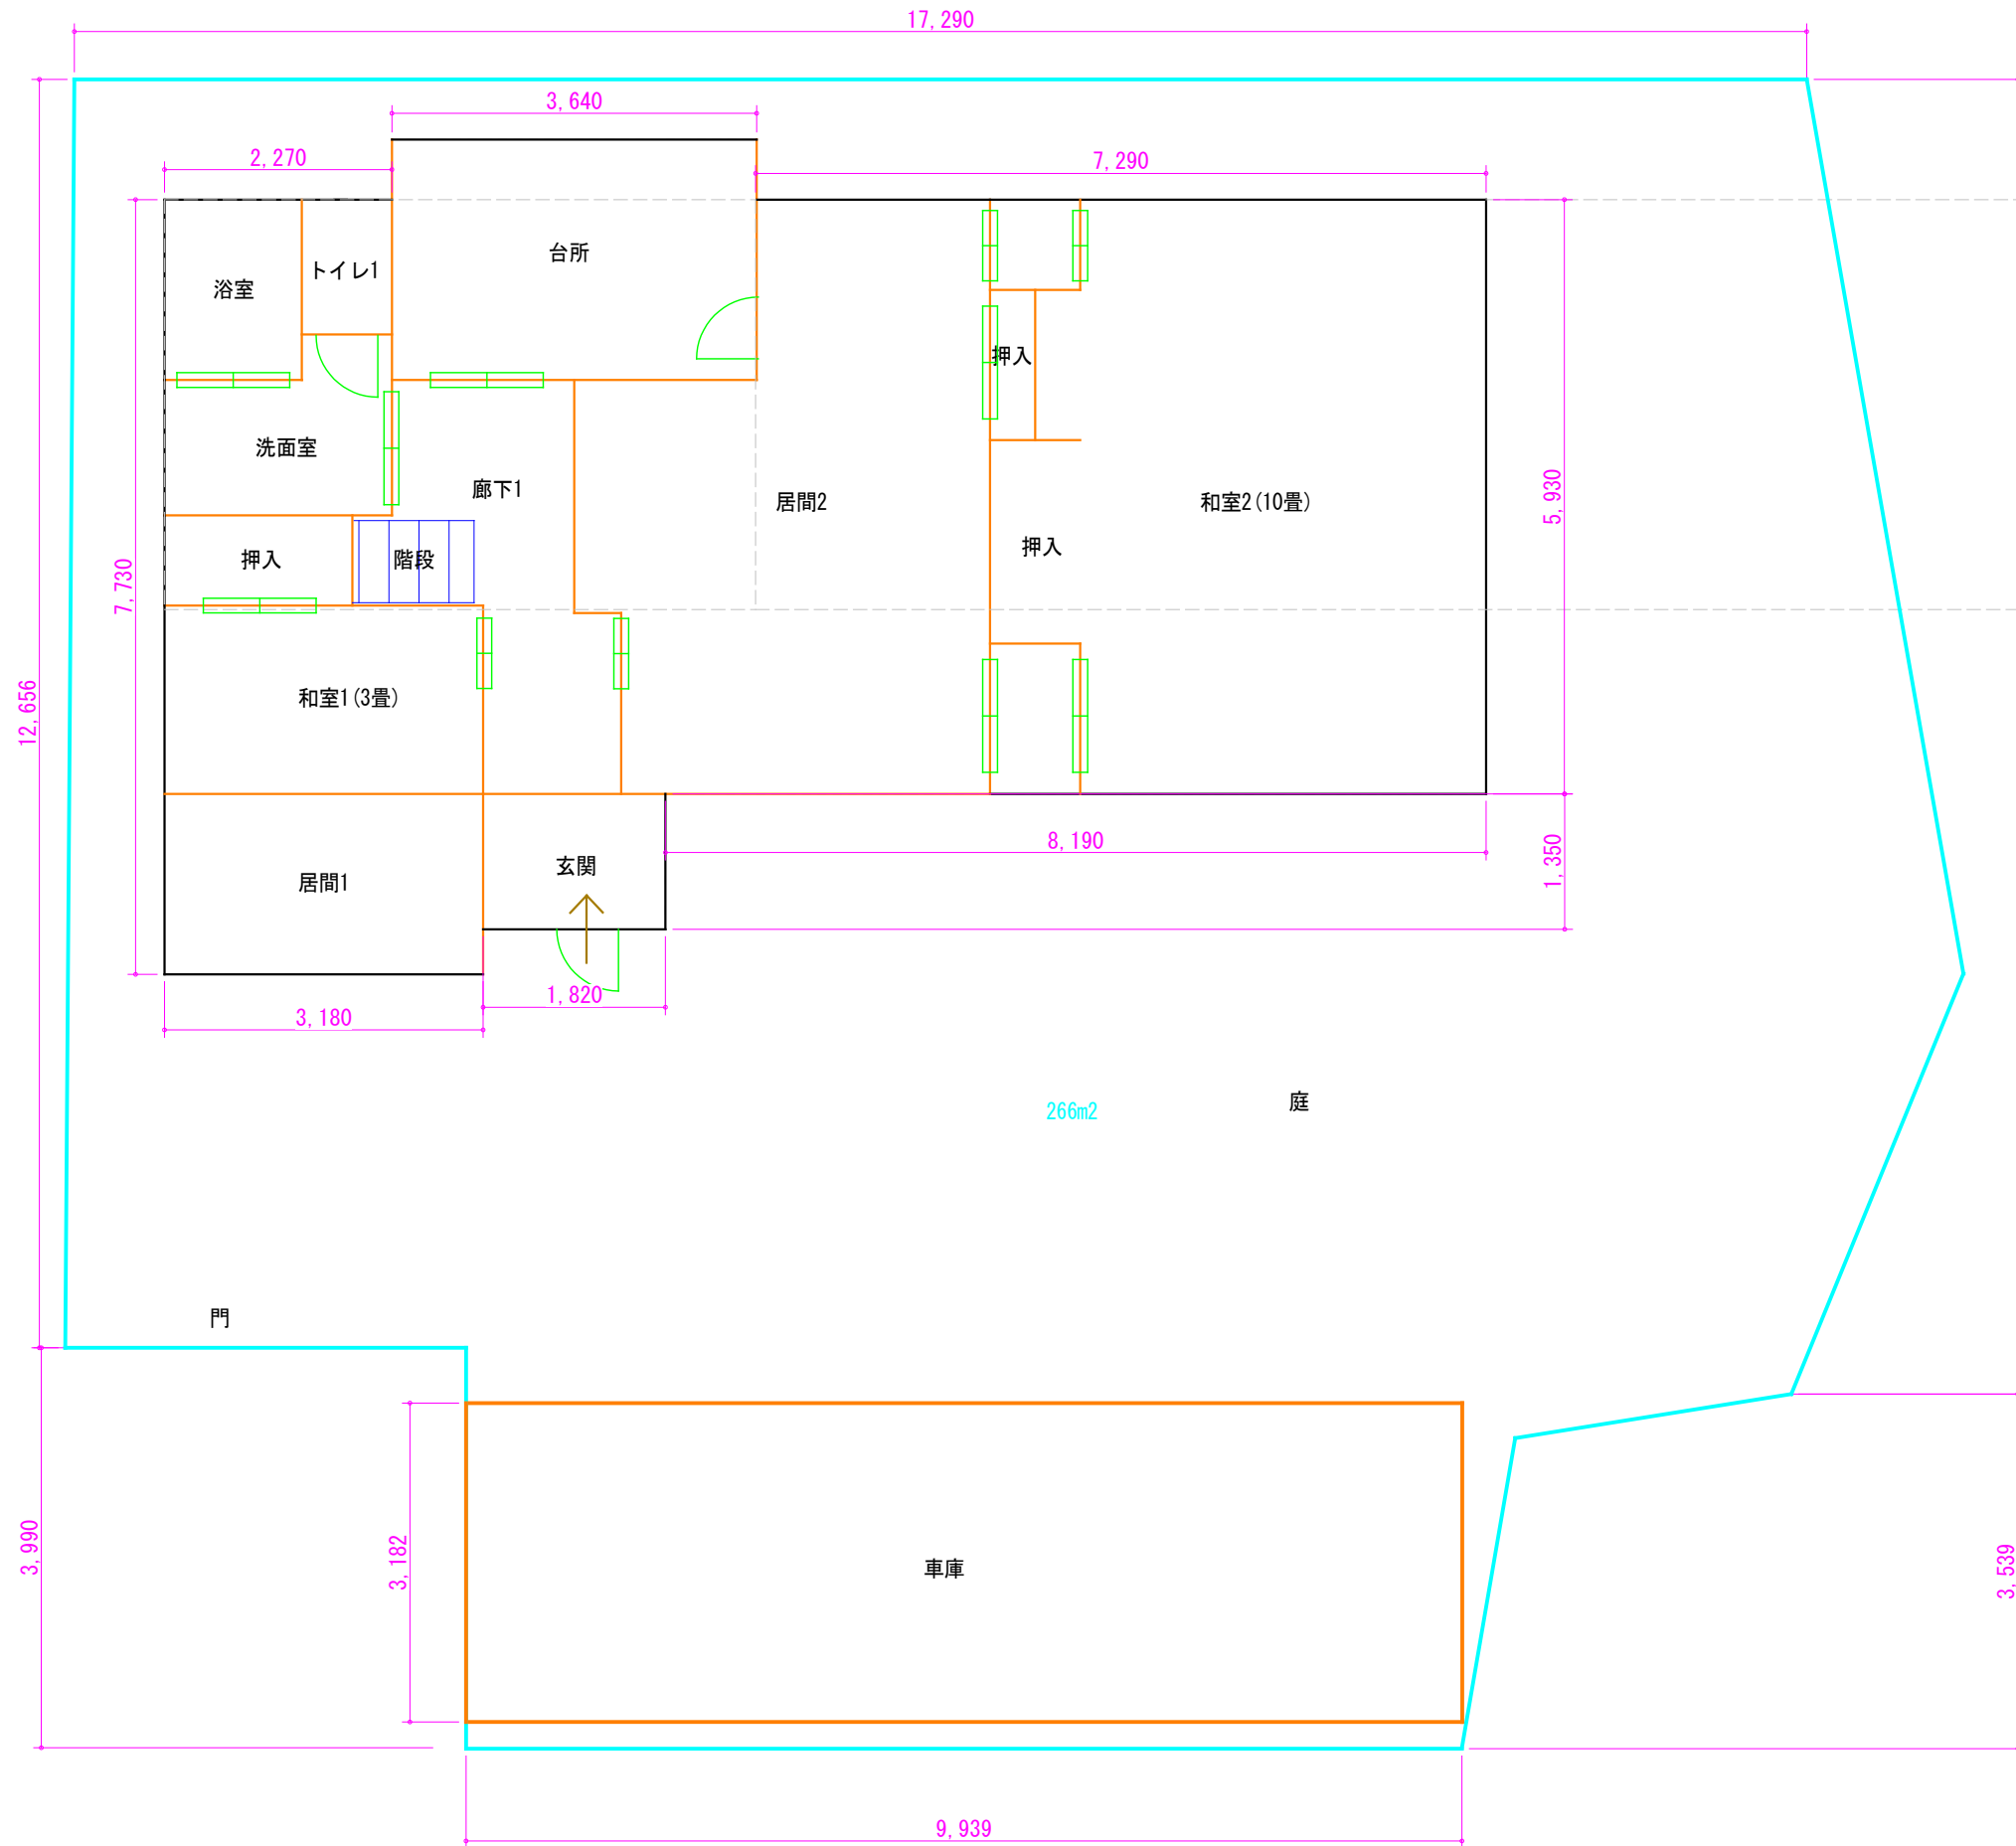 17,290
3,640
2,270
7,290
台所
トイレ1
浴室
押入
洗面室
廊下1
居間2
和室2(10畳)
5,930
押入
押入
階段
7,730
和室1(3畳)
12,656
8,190
1,350
玄関
居間1
1,820
3,180
266m2
庭
門
3,990
3,182
車庫
3,539
9,939